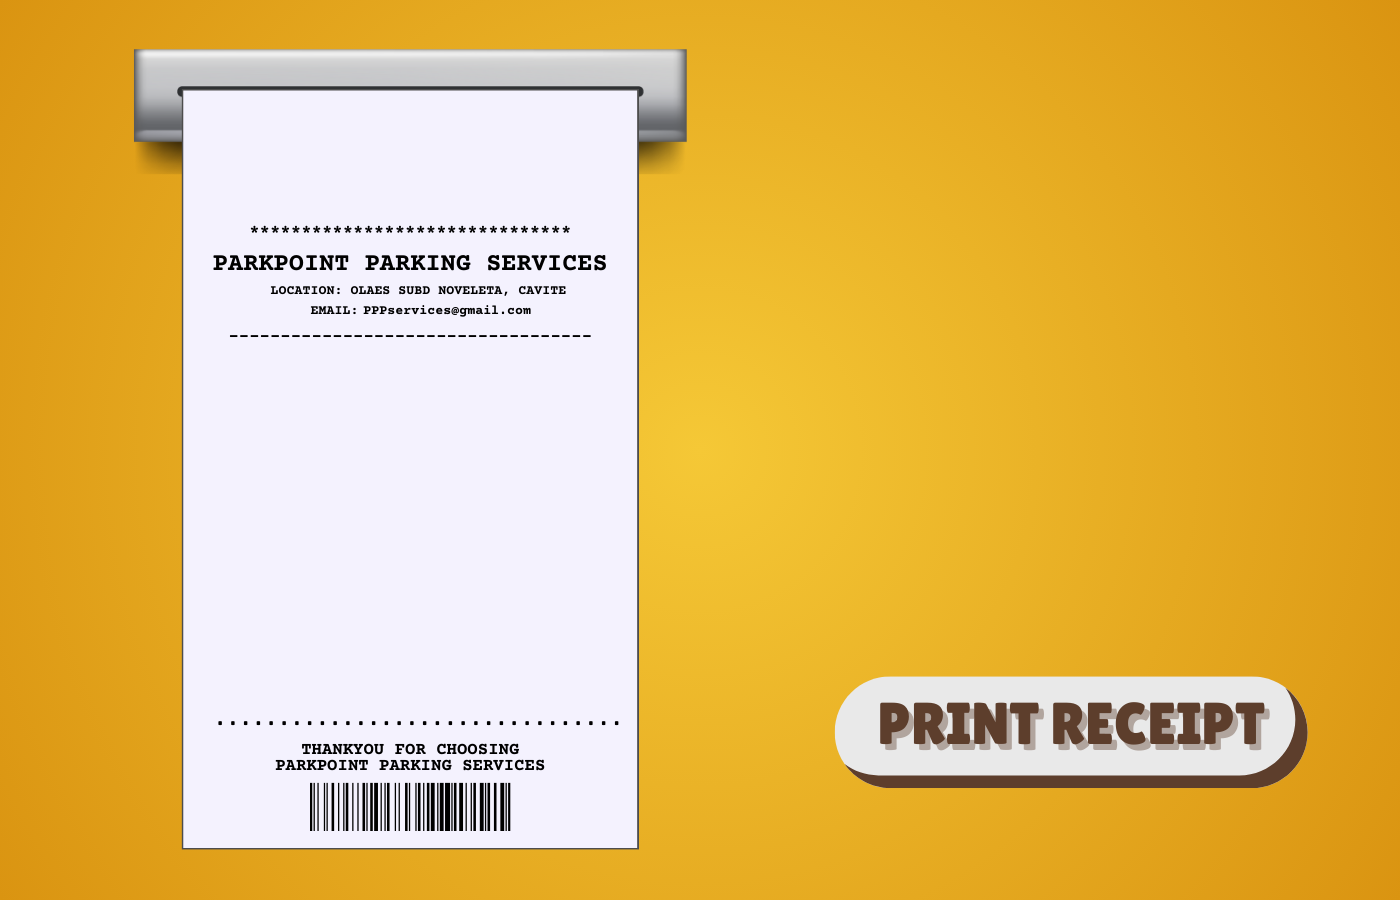 *******************************
PARKPOINT PARKING SERVICES
LOCATION: OLAES SUBD NOVELETA, CAVITE
EMAIL: PPPservices@gmail.com
------------------------------------
................................
THANKYOU FOR CHOOSING
PARKPOINT PARKING SERVICES
PRINT RECEIPT